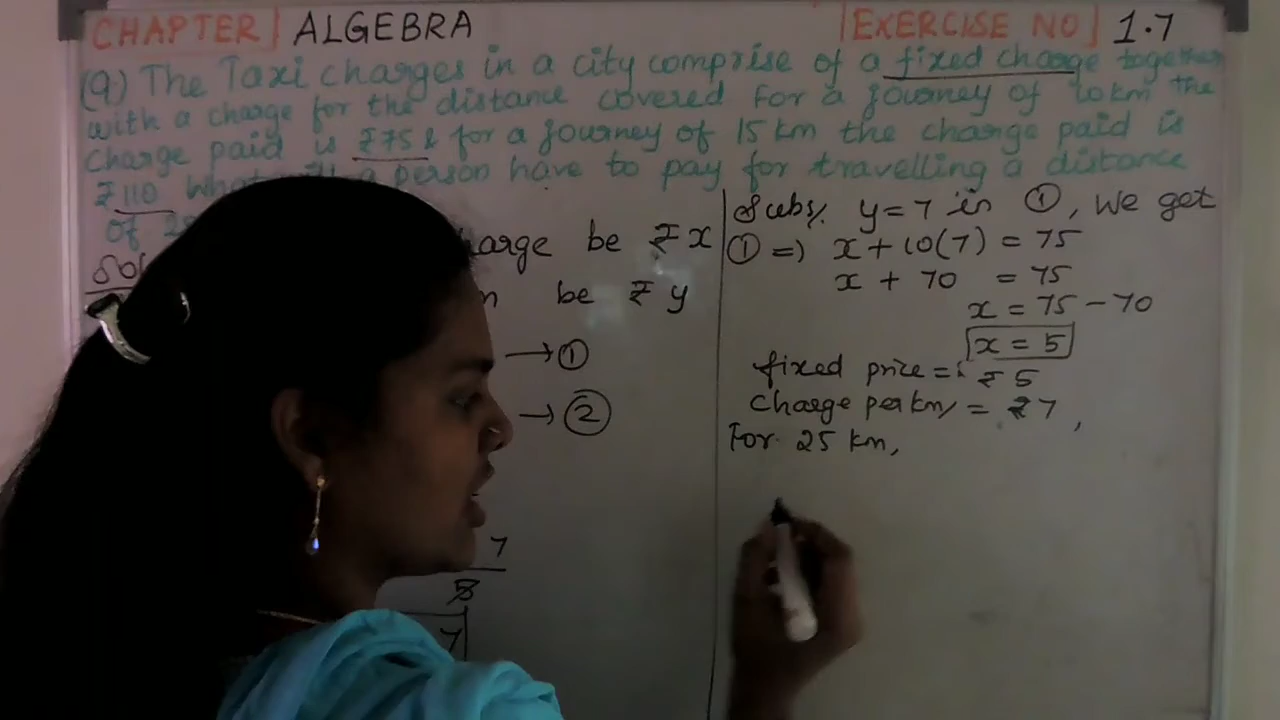 CHAPTER | ALGEBRA | EXERCISE NO | 1.7
(9) The Taxi charges in a city comprise of a fixed charge together
with a charge for the distance covered For a journey of 10 km the
charge paid is ₹75 & for a journey of 15 km the charge paid is
₹110 What a person have to pay for travelling a distance
of
Sol
arge be ₹ x
be ₹ y
→ ①
→ ②
7
5
7
Subs/. y = 7 in ①, we get
① => x + 10(7) = 75
x + 70 = 75
x = 75 - 70
x = 5
fixed price = ₹ 5
Charge per km = ₹7,
For 25 km,